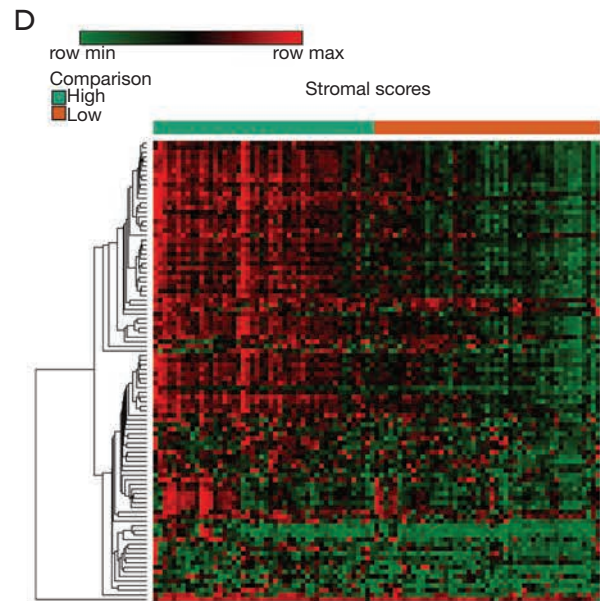 D
row min row max
Comparison
High
Low
Stromal scores